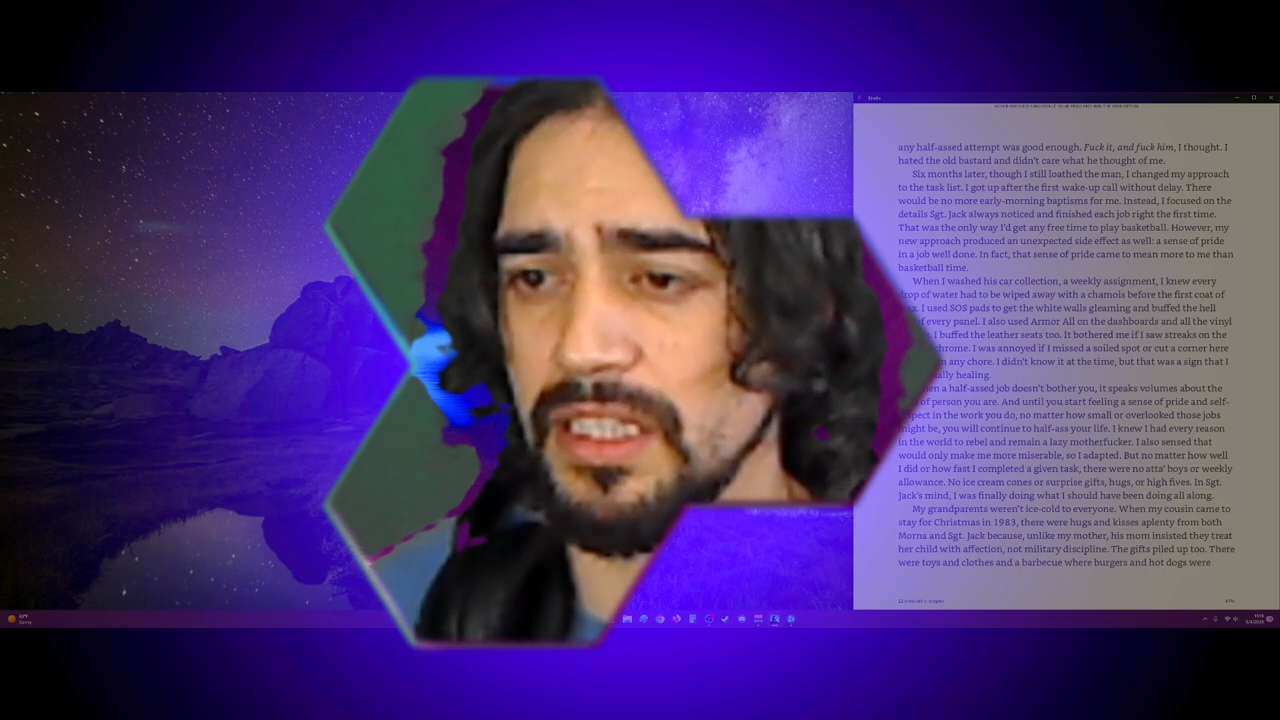 Kindle
NEVER FINISHED: UNSHACKLE YOUR MIND AND WIN THE WAR WITHIN
any half-assed attempt was good enough. Fuck it, and fuck him, I thought. I
hated the old bastard and didn't care what he thought of me.
Six months later, though I still loathed the man, I changed my approach
to the task list. I got up after the first wake-up call without delay. There
would be no more early-morning baptisms for me. Instead, I focused on the
details Sgt. Jack always noticed and finished each job right the first time.
That was the only way I'd get any free time to play basketball. However, my
new approach produced an unexpected side effect as well: a sense of pride
in a job well done. In fact, that sense of pride came to mean more to me than
basketball time.
When I washed his car collection, a weekly assignment, I knew every
drop of water had to be wiped away with a chamois before the first coat of
I used SOS pads to get the white walls gleaming and buffed the hell
of every panel. I also used Armor All on the dashboards and all the vinyl
I buffed the leather seats too. It bothered me if I saw streaks on the
chrome. I was annoyed if I missed a soiled spot or cut a corner here
any chore. I didn't know it at the time, but that was a sign that I
ally healing.
en a half-assed job doesn't bother you, it speaks volumes about the
of person you are. And until you start feeling a sense of pride and self-
pect in the work you do, no matter how small or overlooked those jobs
might be, you will continue to half-ass your life. I knew I had every reason
in the world to rebel and remain a lazy motherfucker. I also sensed that
would only make me more miserable, so I adapted. But no matter how well
I did or how fast I completed a given task, there were no atta' boys or weekly
allowance. No ice cream cones or surprise gifts, hugs, or high fives. In Sgt.
Jack's mind, I was finally doing what I should have been doing all along.
My grandparents weren't ice-cold to everyone. When my cousin came to
stay for Christmas in 1983, there were hugs and kisses aplenty from both
Morna and Sgt. Jack because, unlike my mother, his mom insisted they treat
her child with affection, not military discipline. The gifts piled up too. There
were toys and clothes and a barbecue where burgers and hot dogs were
Sunny